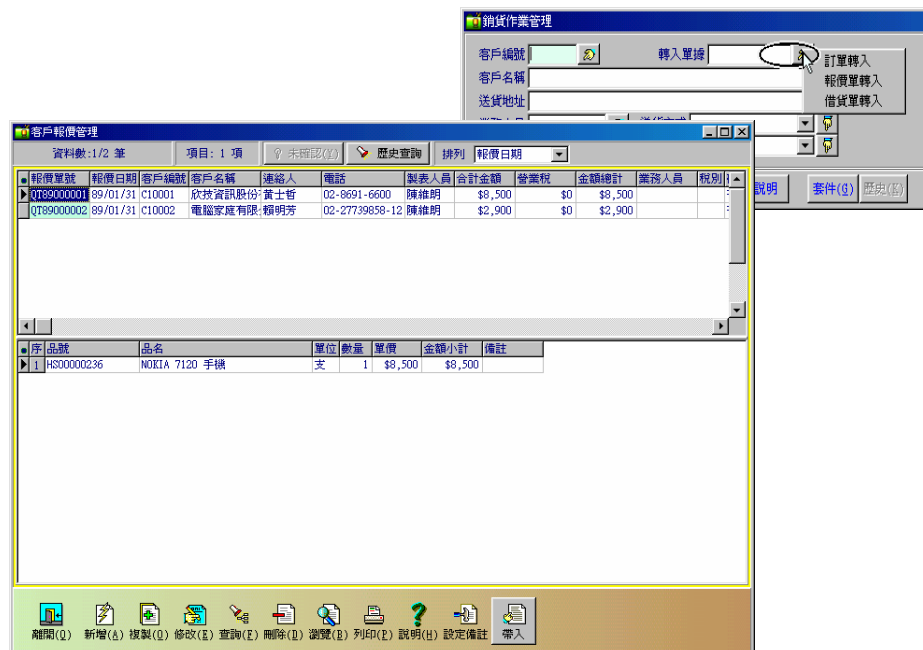 銷貨作業管理
客戶編號 轉入單據
客戶名稱
送貨地址
訂單轉入
報價單轉入
借貨單轉入
說明 套件(G) 歷史(K)
客戶報價管理
資料數:1/2 筆 項目: 1 項 未確認(Y) 歷史查詢 排列 報價日期
報價單號 報價日期 客戶編號 客戶名稱 連絡人 電話 製表人員 合計金額 營業稅 金額總計 業務人員 稅別
QT89000001 89/01/31 C10001 欣技資訊股份 黃士哲 02-8691-6600 陳維朗 $8,500 $0 $8,500
QT89000002 89/01/31 C10002 電腦家庭有限 賴明芳 02-27739858-12 陳維朗 $2,900 $0 $2,900
序 品號 品名 單位 數量 單價 金額小計 備註
1 HS00000236 NOKIA 7120 手機 支 1 $8,500 $8,500
離開(Q) 新增(A) 複製(O) 修改(E) 查詢(F) 刪除(D) 瀏覽(B) 列印(P) 說明(H) 設定備註 帶入